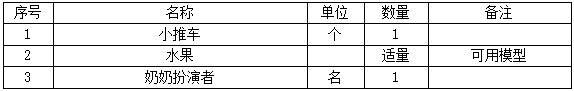 序号 名称 单位 数量 备注
1 小推车 个 1
2 水果 适量 可用模型
3 奶奶扮演者 名 1